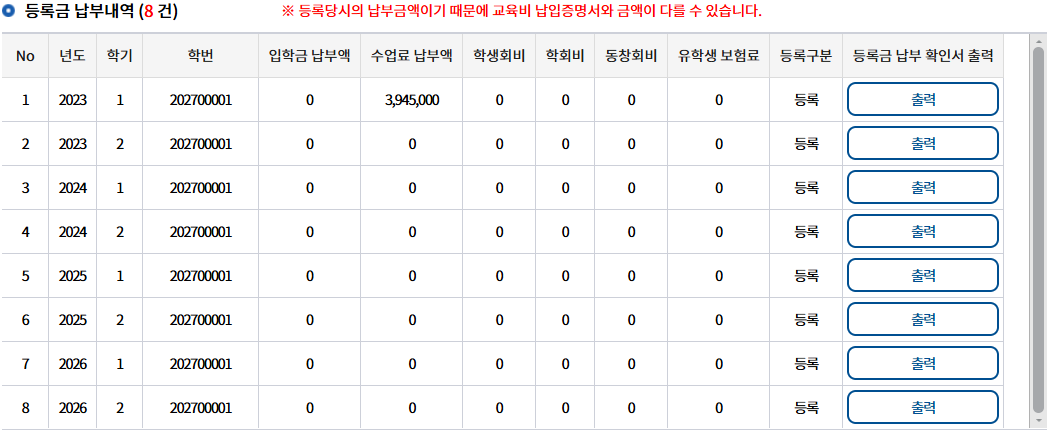 등록금 납부내역 (8 건) ※ 등록당시의 납부금액이기 때문에 교육비 납입증명서와 금액이 다를 수 있습니다.
No 년도 학기 학번 입학금 납부액 수업료 납부액 학생회비 학회비 동창회비 유학생 보험료 등록구분 등록금 납부 확인서 출력
1 2023 1 202700001 0 3,945,000 0 0 0 0 등록 출력
2 2023 2 202700001 0 0 0 0 0 0 등록 출력
3 2024 1 202700001 0 0 0 0 0 0 등록 출력
4 2024 2 202700001 0 0 0 0 0 0 등록 출력
5 2025 1 202700001 0 0 0 0 0 0 등록 출력
6 2025 2 202700001 0 0 0 0 0 0 등록 출력
7 2026 1 202700001 0 0 0 0 0 0 등록 출력
8 2026 2 202700001 0 0 0 0 0 0 등록 출력